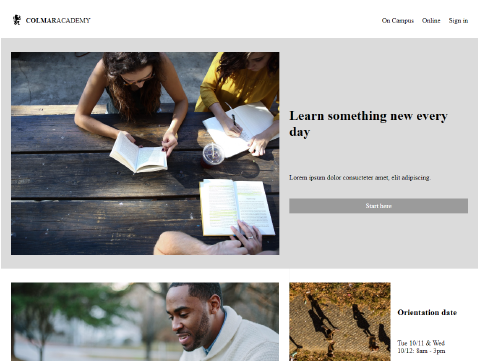 COLMARACADEMY
On Campus Online Sign in
Learn something new every
day
Lorem ipsum dolor consucteter amet, elit adipiscing.
Start here
Orientation date
Tue 10/11 & Wed
10/12: 8am - 3pm